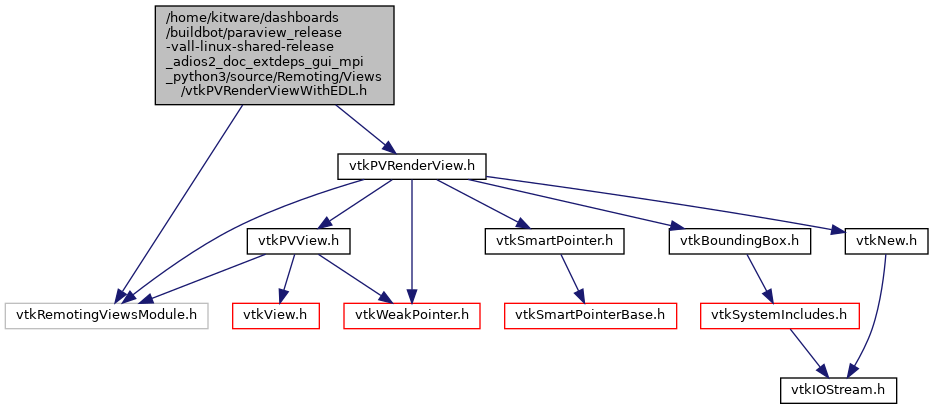 /home/kitware/dashboards
/buildbot/paraview_release
-vall-linux-shared-release
_adios2_doc_extdeps_gui_mpi
_python3/source/Remoting/Views
/vtkPVRenderViewWithEDL.h
vtkPVRenderView.h
vtkPVView.h
vtkSmartPointer.h
vtkBoundingBox.h
vtkNew.h
vtkRemotingViewsModule.h
vtkView.h
vtkWeakPointer.h
vtkSmartPointerBase.h
vtkSystemIncludes.h
vtkIOStream.h